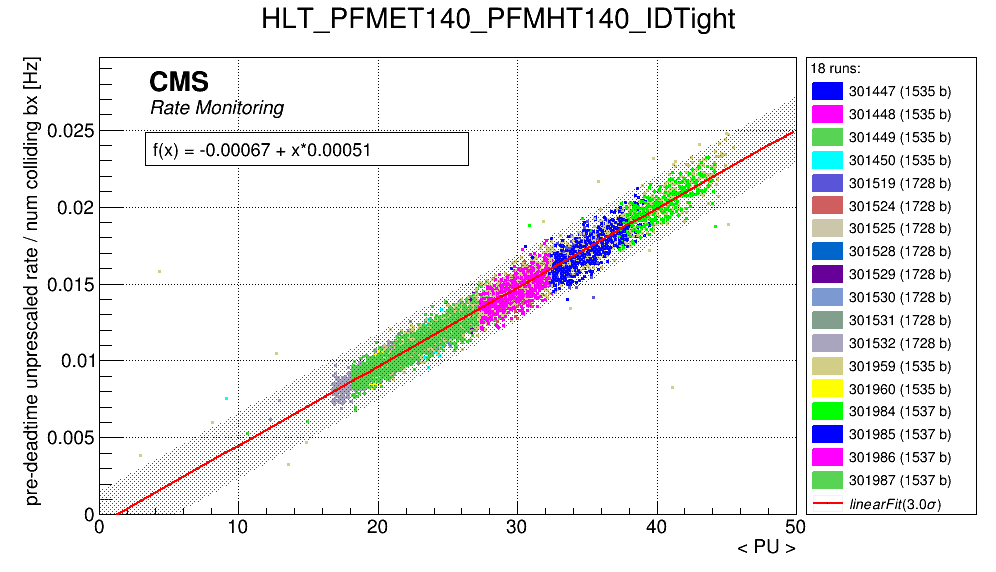 HLT_PFMET140_PFMHT140_IDTight
pre-deadtime unprescaled rate / num colliding bx [Hz]
CMS
Rate Monitoring
f(x) = -0.00067 + x*0.00051
0.025
0.02
0.015
0.01
0.005
0
0 10 20 30 40 50
< PU >
18 runs:
301447 (1535 b)
301448 (1535 b)
301449 (1535 b)
301450 (1535 b)
301519 (1728 b)
301524 (1728 b)
301525 (1728 b)
301528 (1728 b)
301529 (1728 b)
301530 (1728 b)
301531 (1728 b)
301532 (1728 b)
301959 (1535 b)
301960 (1535 b)
301984 (1537 b)
301985 (1537 b)
301986 (1537 b)
301987 (1537 b)
linearFit(3.0σ)